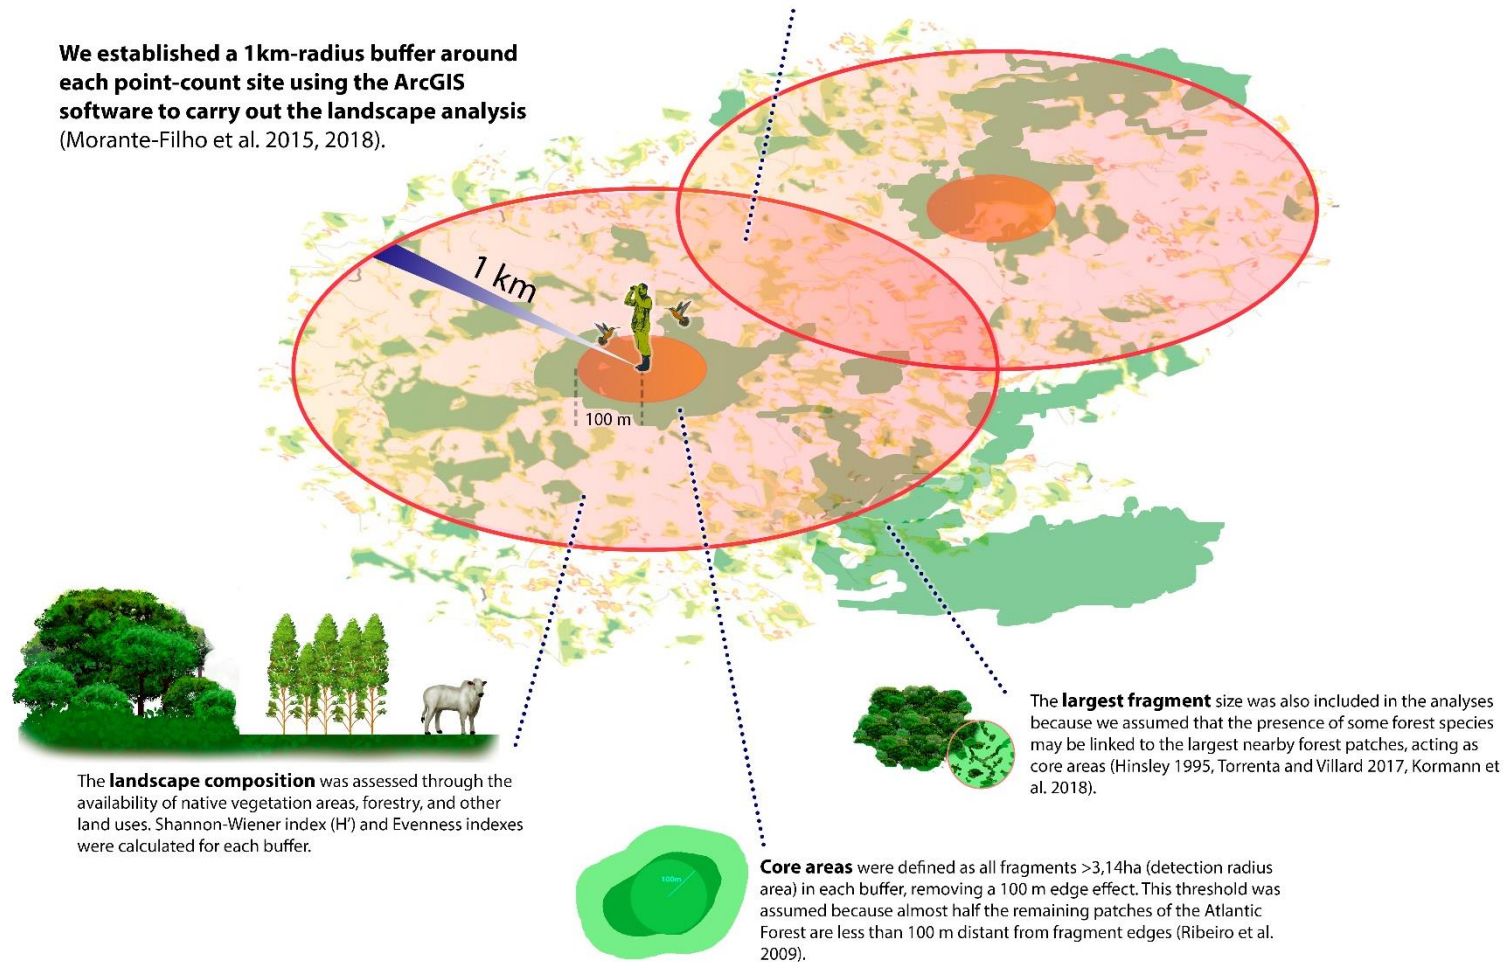 We established a 1km-radius buffer around
each point-count site using the ArcGIS
software to carry out the landscape analysis
(Morante-Filho et al. 2015, 2018).
1 km
100 m
The largest fragment size was also included in the analyses
because we assumed that the presence of some forest species
may be linked to the largest nearby forest patches, acting as
core areas (Hinsley 1995, Torrenta and Villard 2017, Kormann et
al. 2018).
The landscape composition was assessed through the
availability of native vegetation areas, forestry, and other
land uses. Shannon-Wiener index (H') and Evenness indexes
were calculated for each buffer.
100m
Core areas were defined as all fragments >3,14ha (detection radius
area) in each buffer, removing a 100 m edge effect. This threshold was
assumed because almost half the remaining patches of the Atlantic
Forest are less than 100 m distant from fragment edges (Ribeiro et al.
2009).